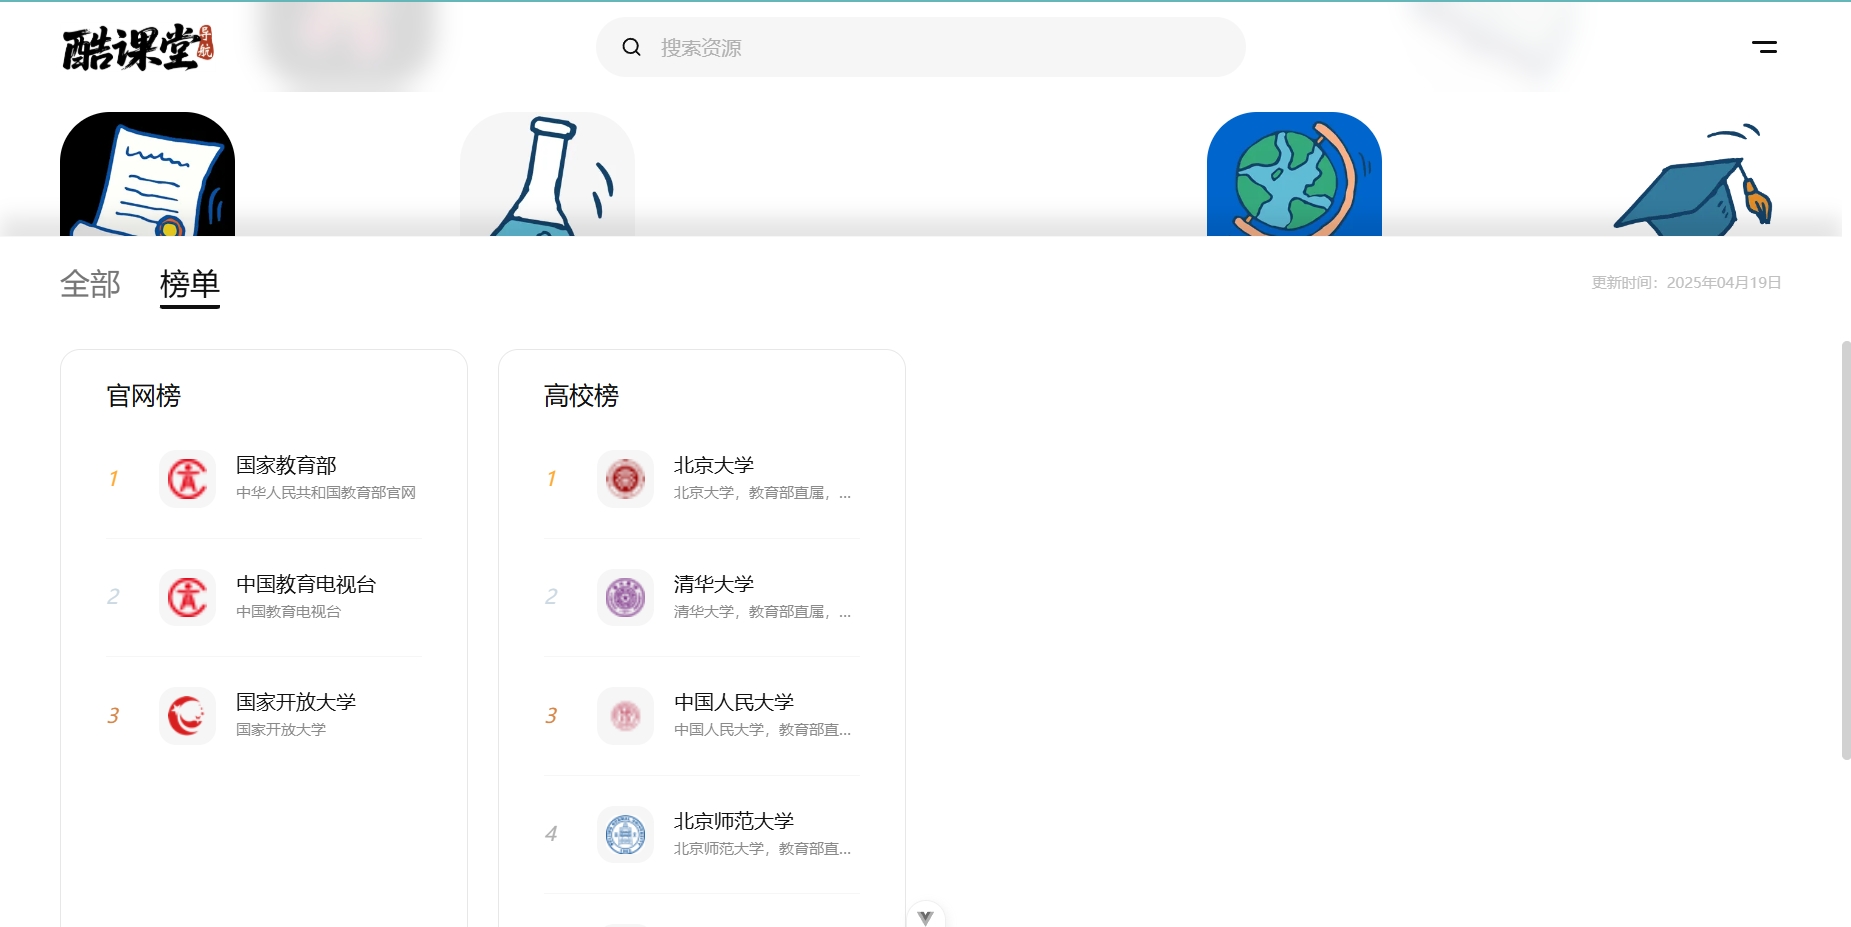 酷课堂导航
搜索资源
全部 榜单
更新时间：2025年04月19日
官网榜
1
国家教育部
中华人民共和国教育部官网
2
中国教育电视台
中国教育电视台
3
国家开放大学
国家开放大学
高校榜
1
北京大学
北京大学，教育部直属，...
2
清华大学
清华大学，教育部直属，...
3
中国人民大学
中国人民大学，教育部直...
4
北京师范大学
北京师范大学，教育部直...